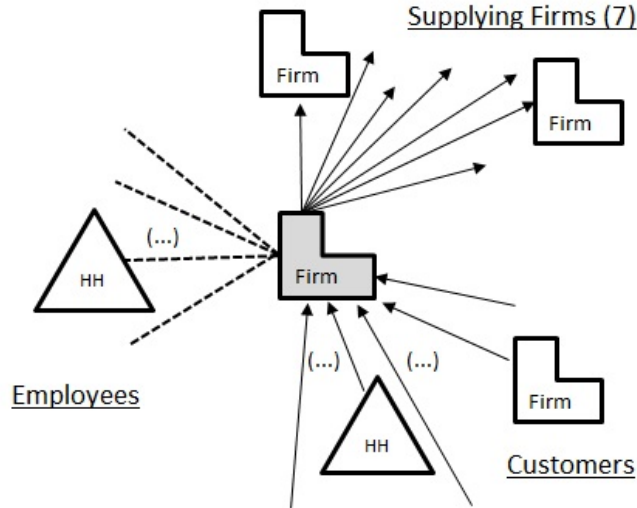 Supplying Firms (7)
Firm
Firm
(...)
HH
Firm
(...)
(...)
Employees
Firm
HH
Customers